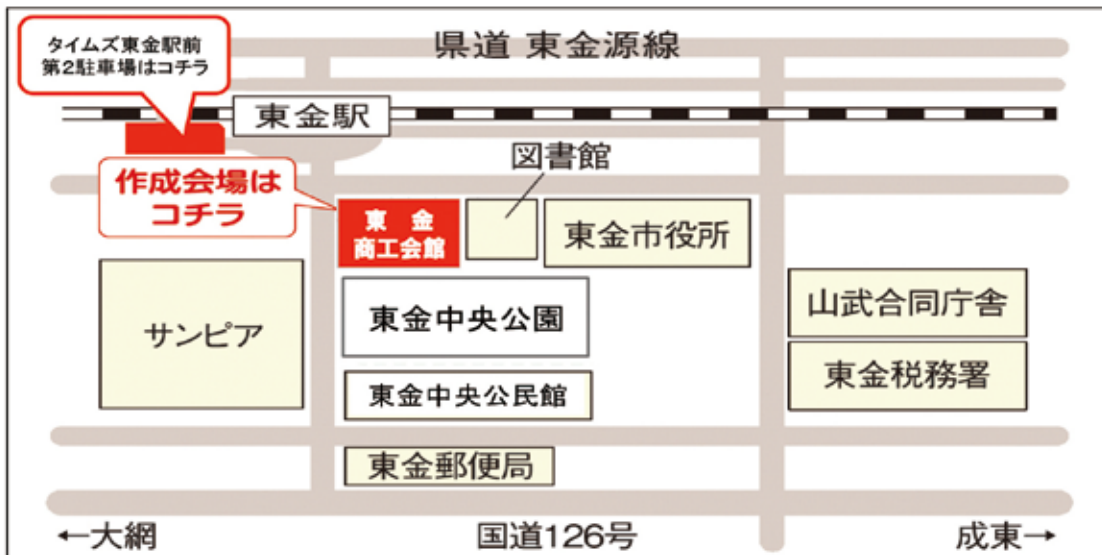 タイムズ東金駅前
第2駐車場はコチラ
県道 東金源線
東金駅
図書館
作成会場は
コチラ
東 金
商工会館
東金市役所
サンピア
東金中央公園
山武合同庁舎
東金税務署
東金中央公民館
東金郵便局
←大網
国道126号
成東→